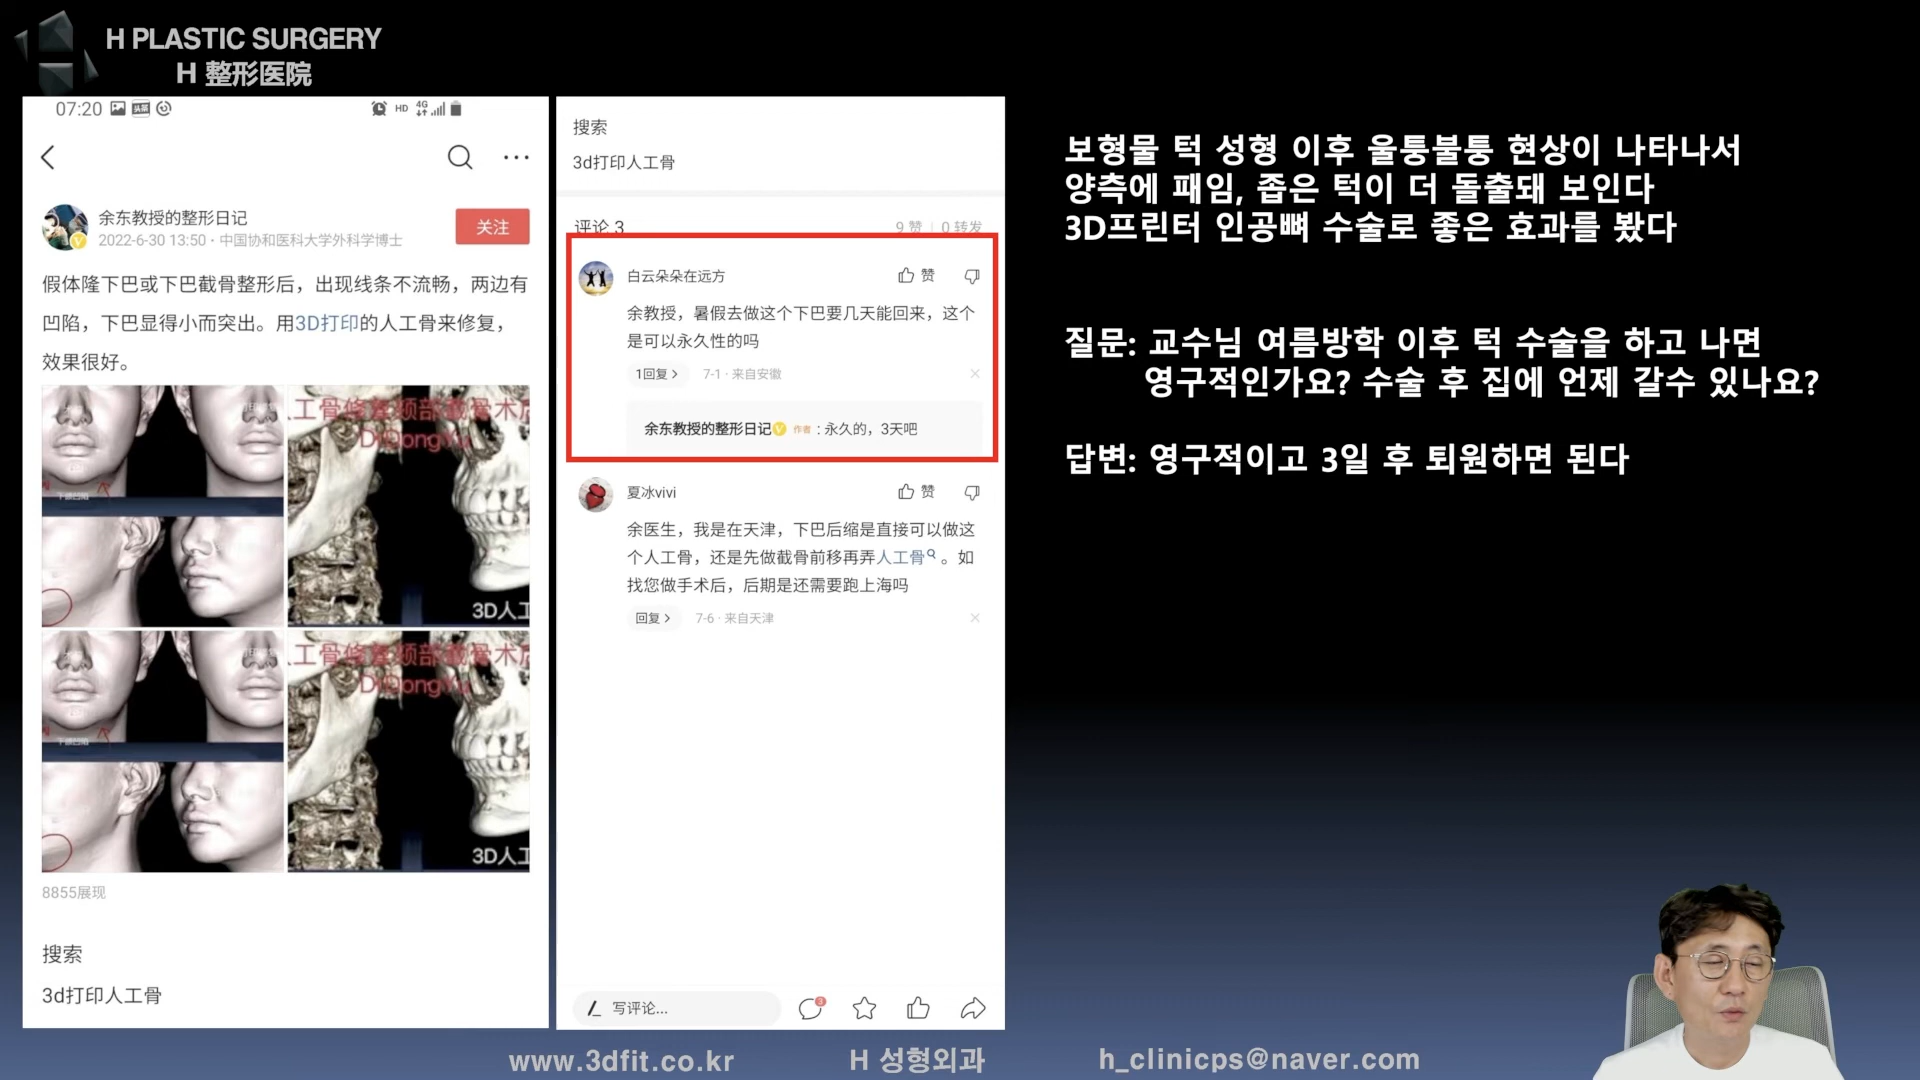 H PLASTIC SURGERY
H 整形医院
07:20
头条
HD 4G
余东教授的整形日记
2022-6-30 13:50 · 中国协和医科大学外科学博士
关注
假体隆下巴或下巴截骨整形后，出现线条不流畅，两边有
凹陷，下巴显得小而突出。用3D打印的人工骨来修复，
效果很好。
3D人工
3D人工
8855展现
搜索
3d打印人工骨
搜索
3d打印人工骨
评论 3
9 赞 | 0 转发
白云朵朵在远方
赞
余教授，暑假去做这个下巴要几天能回来，这个
是可以永久性的吗
1回复 >
7-1 · 来自安徽
余东教授的整形日记 作者 : 永久的，3天吧
夏冰vivi
赞
余医生，我是在天津，下巴后缩是直接可以做这
个人工骨，还是先做截骨前移再弄人工骨 。如
找您做手术后，后期是还需要跑上海吗
回复 >
7-6 · 来自天津
写评论...
3
보형물 턱 성형 이후 울퉁불퉁 현상이 나타나서
양측에 패임, 좁은 턱이 더 돌출돼 보인다
3D프린터 인공뼈 수술로 좋은 효과를 봤다
질문: 교수님 여름방학 이후 턱 수술을 하고 나면
영구적인가요? 수술 후 집에 언제 갈수 있나요?
답변: 영구적이고 3일 후 퇴원하면 된다
www.3dfit.co.kr
H 성형외과
h_clinicps@naver.com